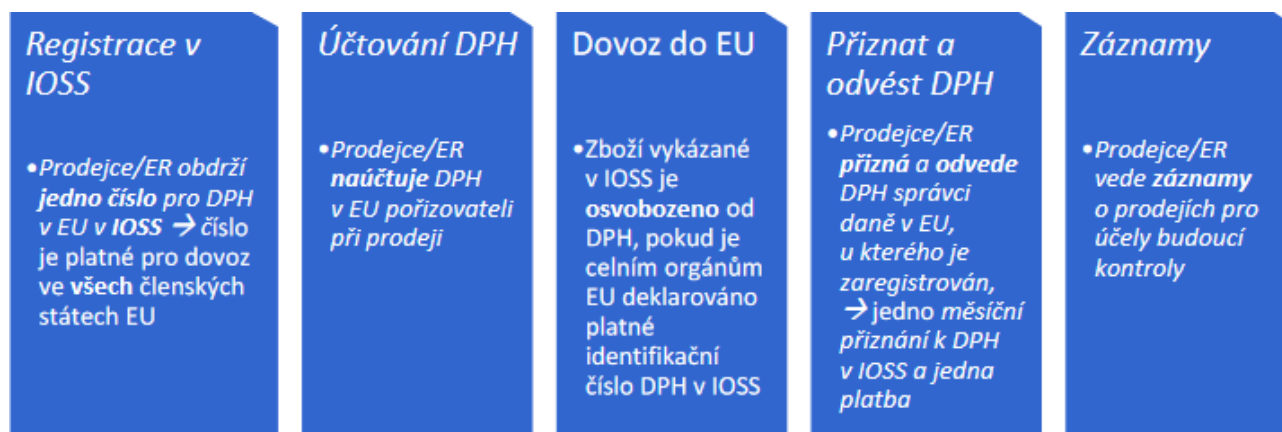 Registrace v
IOSS
•Prodejce/ER obdrží
jedno číslo pro DPH
v EU v IOSS → číslo
je platné pro dovoz
ve všech členských
státech EU
Účtování DPH
•Prodejce/ER
naúčtuje DPH
v EU pořizovateli
při prodeji
Dovoz do EU
•Zboží vykázané
v IOSS je
osvobozeno od
DPH, pokud je
celním orgánům
EU deklarováno
platné
identifikační
číslo DPH v IOSS
Přiznat a
odvést DPH
•Prodejce/ER
přizná a odvede
DPH správci
daně v EU,
u kterého je
zaregistrován,
→ jedno měsíční
přiznání k DPH
v IOSS a jedna
platba
Záznamy
•Prodejce/ER
vede záznamy
o prodejích pro
účely budoucí
kontroly